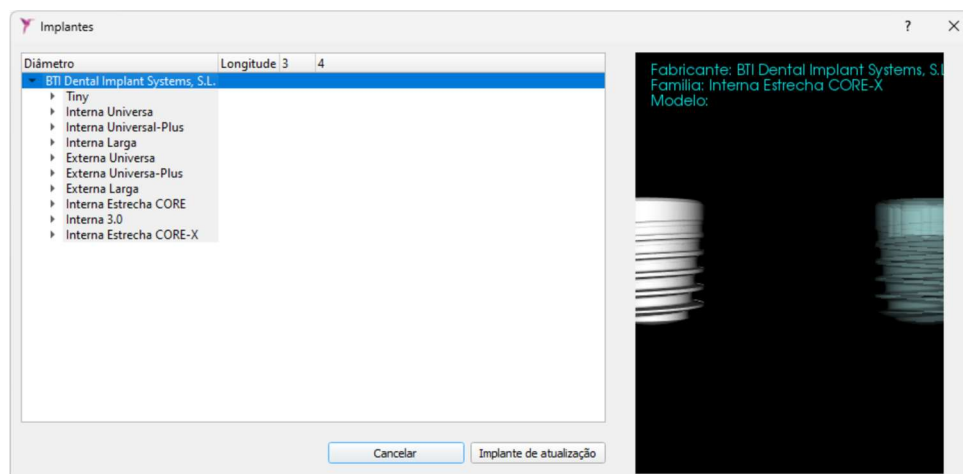 Implantes
?
Diâmetro Longitude 3 4
BTI Dental Implant Systems, S.L.
Tiny
Interna Universa
Interna Universal-Plus
Interna Larga
Externa Universa
Externa Universa-Plus
Externa Larga
Interna Estrecha CORE
Interna 3.0
Interna Estrecha CORE-X
Cancelar Implante de atualização
Fabricante: BTI Dental Implant Systems, S.L
Familia: Interna Estrecha CORE-X
Modelo: